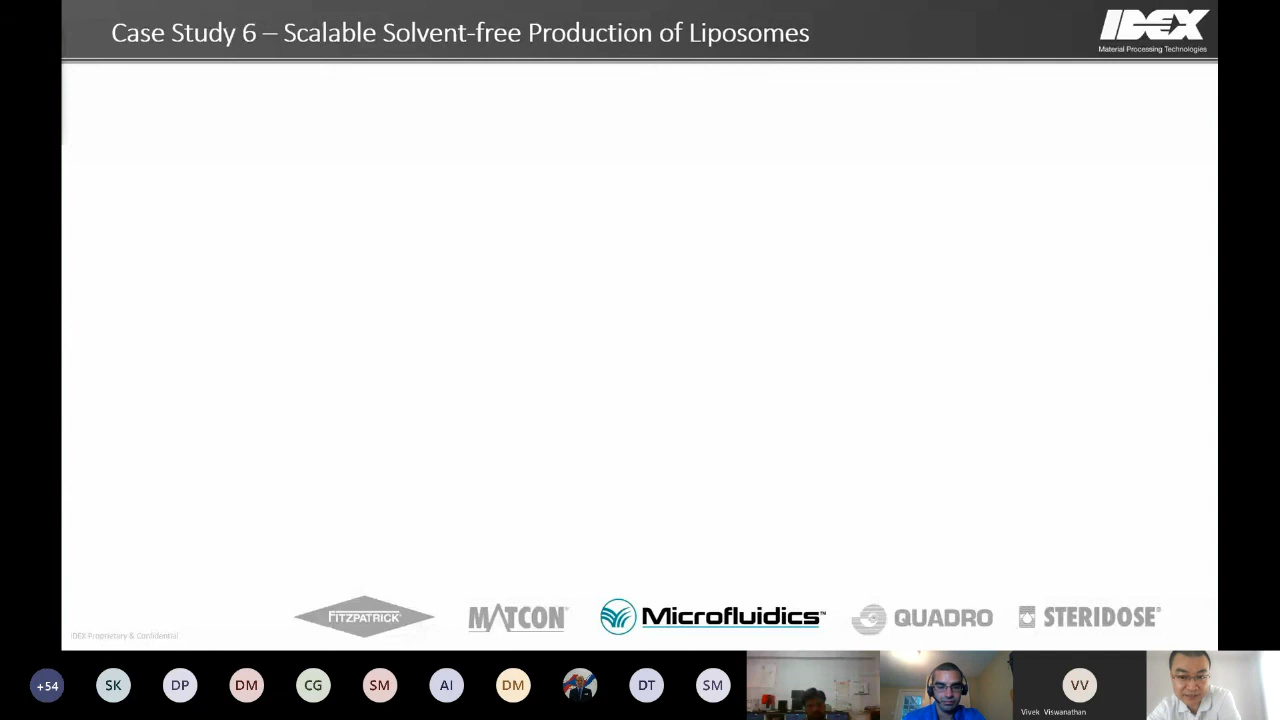 Case Study 6 – Scalable Solvent-free Production of Liposomes
IDEX
Material Processing Technologies
FITZPATRICK
MATCON
Microfluidics™
QUADRO
STERIDOSE
IDEX Proprietary & Confidential
+54
SK
DP
DM
CG
SM
AI
DM
DT
SM
VV
Vivek Viswanathan